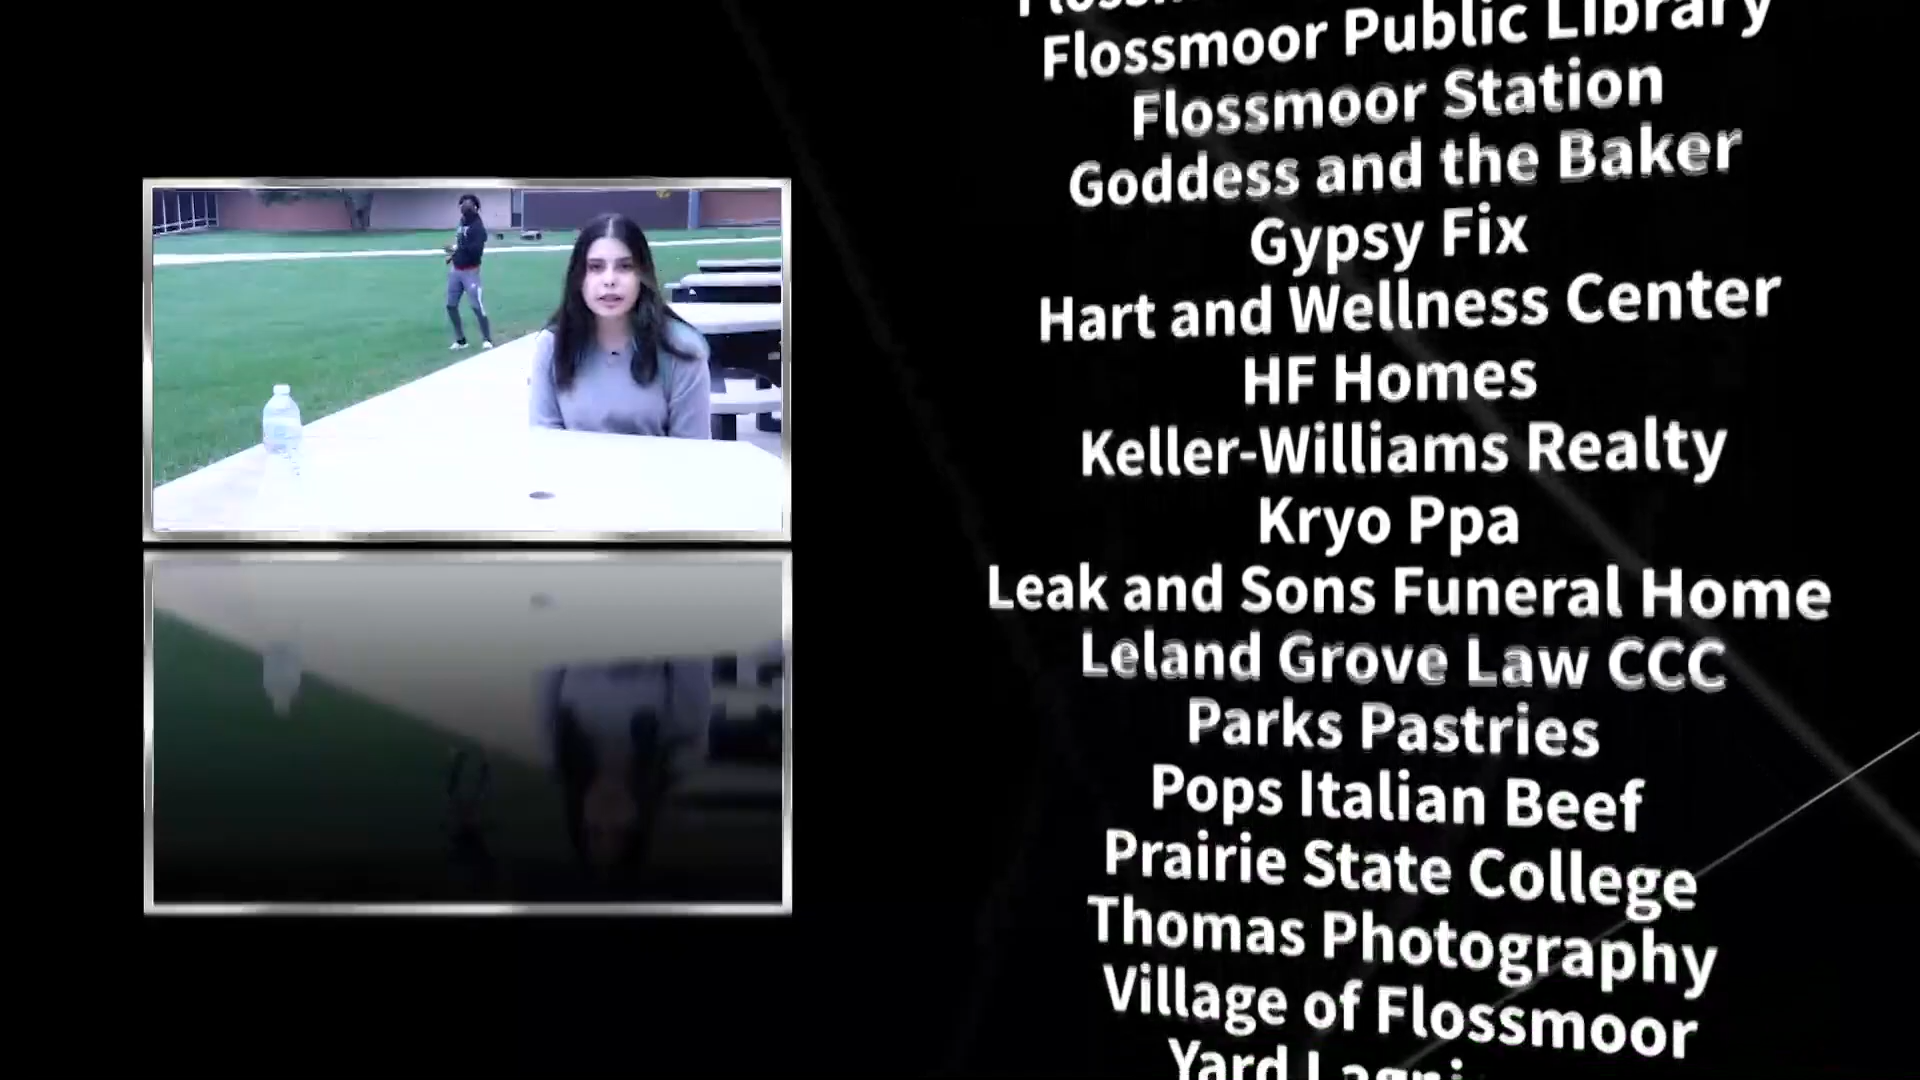 Flossmoor Public Library
Flossmoor Station
Goddess and the Baker
Gypsy Fix
Hart and Wellness Center
HF Homes
Keller-Williams Realty
Kryo Ppa
Leak and Sons Funeral Home
Leland Grove Law CCC
Parks Pastries
Pops Italian Beef
Prairie State College
Thomas Photography
Village of Flossmoor
Yard